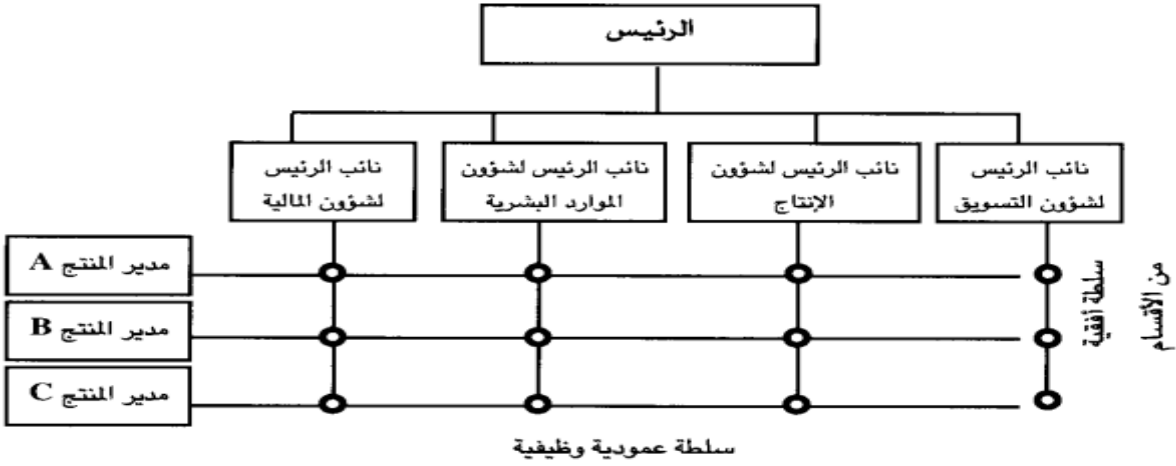 الرئيس
نائب الرئيس لشؤون التسويق
نائب الرئيس لشؤون الإنتاج
نائب الرئيس لشؤون الموارد البشرية
نائب الرئيس لشؤون المالية
مدير المنتج A
مدير المنتج B
مدير المنتج C
سلطة أفقية
من الأقسام
سلطة عمودية وظيفية